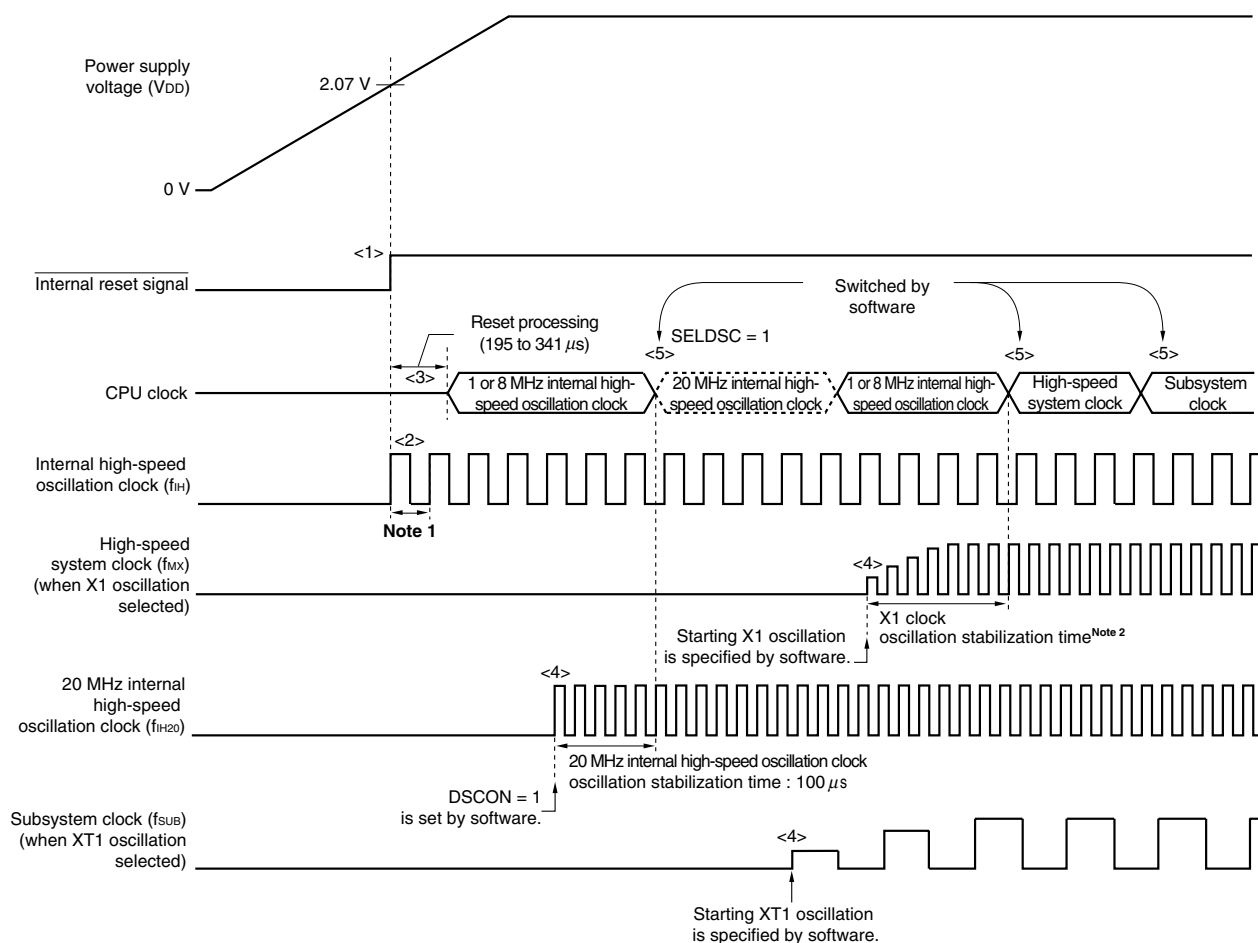 Power supply
voltage (VDD)
2.07 V
0 V
<1>
Internal reset signal
Switched by
software
Reset processing
(195 to 341 μs)
SELDSC = 1
<3>
<5>
<5>
<5>
CPU clock
1 or 8 MHz internal high-
speed oscillation clock
20 MHz internal high-
speed oscillation clock
1 or 8 MHz internal high-
speed oscillation clock
High-speed
system clock
Subsystem
clock
<2>
Internal high-speed
oscillation clock (fIH)
Note 1
High-speed
system clock (fMX)
(when X1 oscillation
selected)
<4>
X1 clock
oscillation stabilization time Note 2
Starting X1 oscillation
is specified by software.
20 MHz internal
high-speed
oscillation clock (fIH20)
<4>
20 MHz internal high-speed oscillation clock
oscillation stabilization time : 100 μs
DSCON = 1
is set by software.
Subsystem clock (fSUB)
(when XT1 oscillation
selected)
<4>
Starting XT1 oscillation
is specified by software.